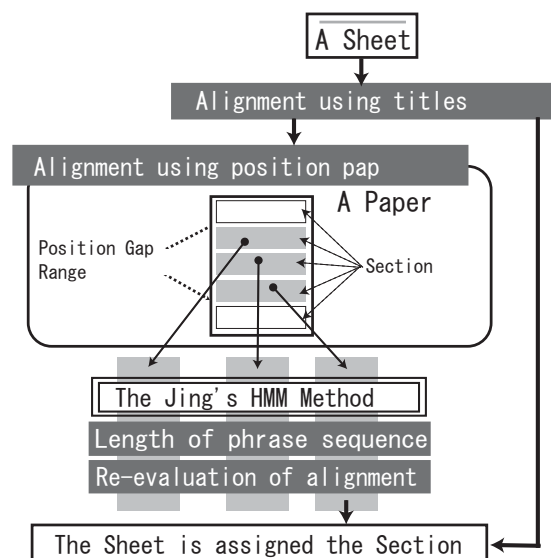 A Sheet
Alignment using titles
Alignment using position pap
A Paper
Position Gap
Range
Section
The Jing's HMM Method
Length of phrase sequence
Re-evaluation of alignment
The Sheet is assigned the Section